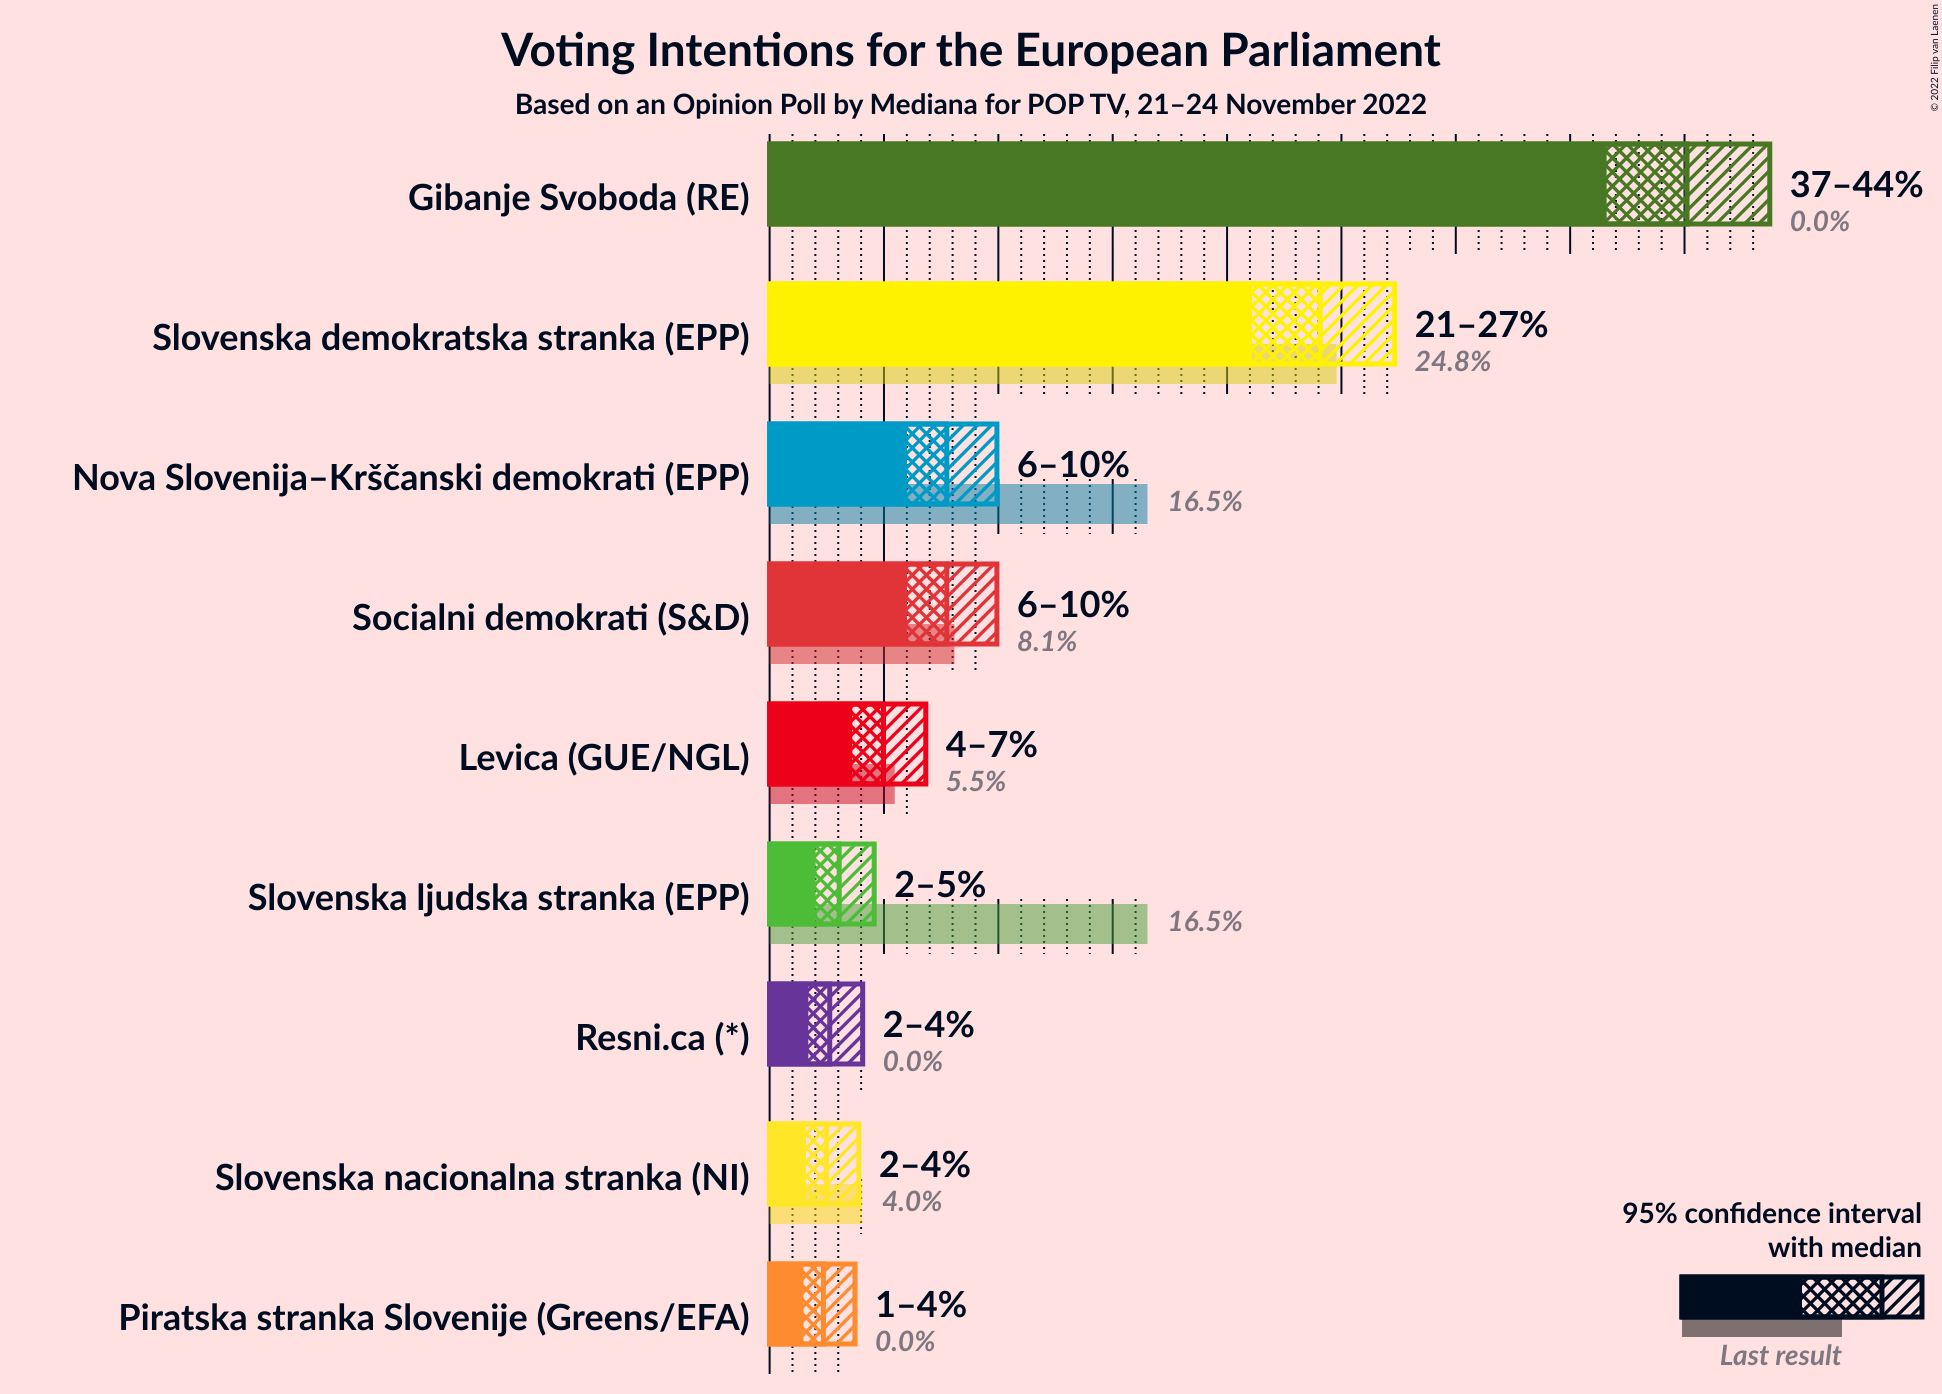 Voting Intentions for the European Parliament
Based on an Opinion Poll by Mediana for POP TV, 21–24 November 2022
© 2022 Filip van Laenen
Gibanje Svoboda (RE)
37–44%
0.0%
Slovenska demokratska stranka (EPP)
21–27%
24.8%
Nova Slovenija–Krščanski demokrati (EPP)
6–10%
16.5%
Socialni demokrati (S&D)
6–10%
8.1%
Levica (GUE/NGL)
4–7%
5.5%
Slovenska ljudska stranka (EPP)
2–5%
16.5%
Resni.ca (*)
2–4%
0.0%
Slovenska nacionalna stranka (NI)
2–4%
4.0%
Piratska stranka Slovenije (Greens/EFA)
1–4%
0.0%
95% confidence interval
with median
Last result